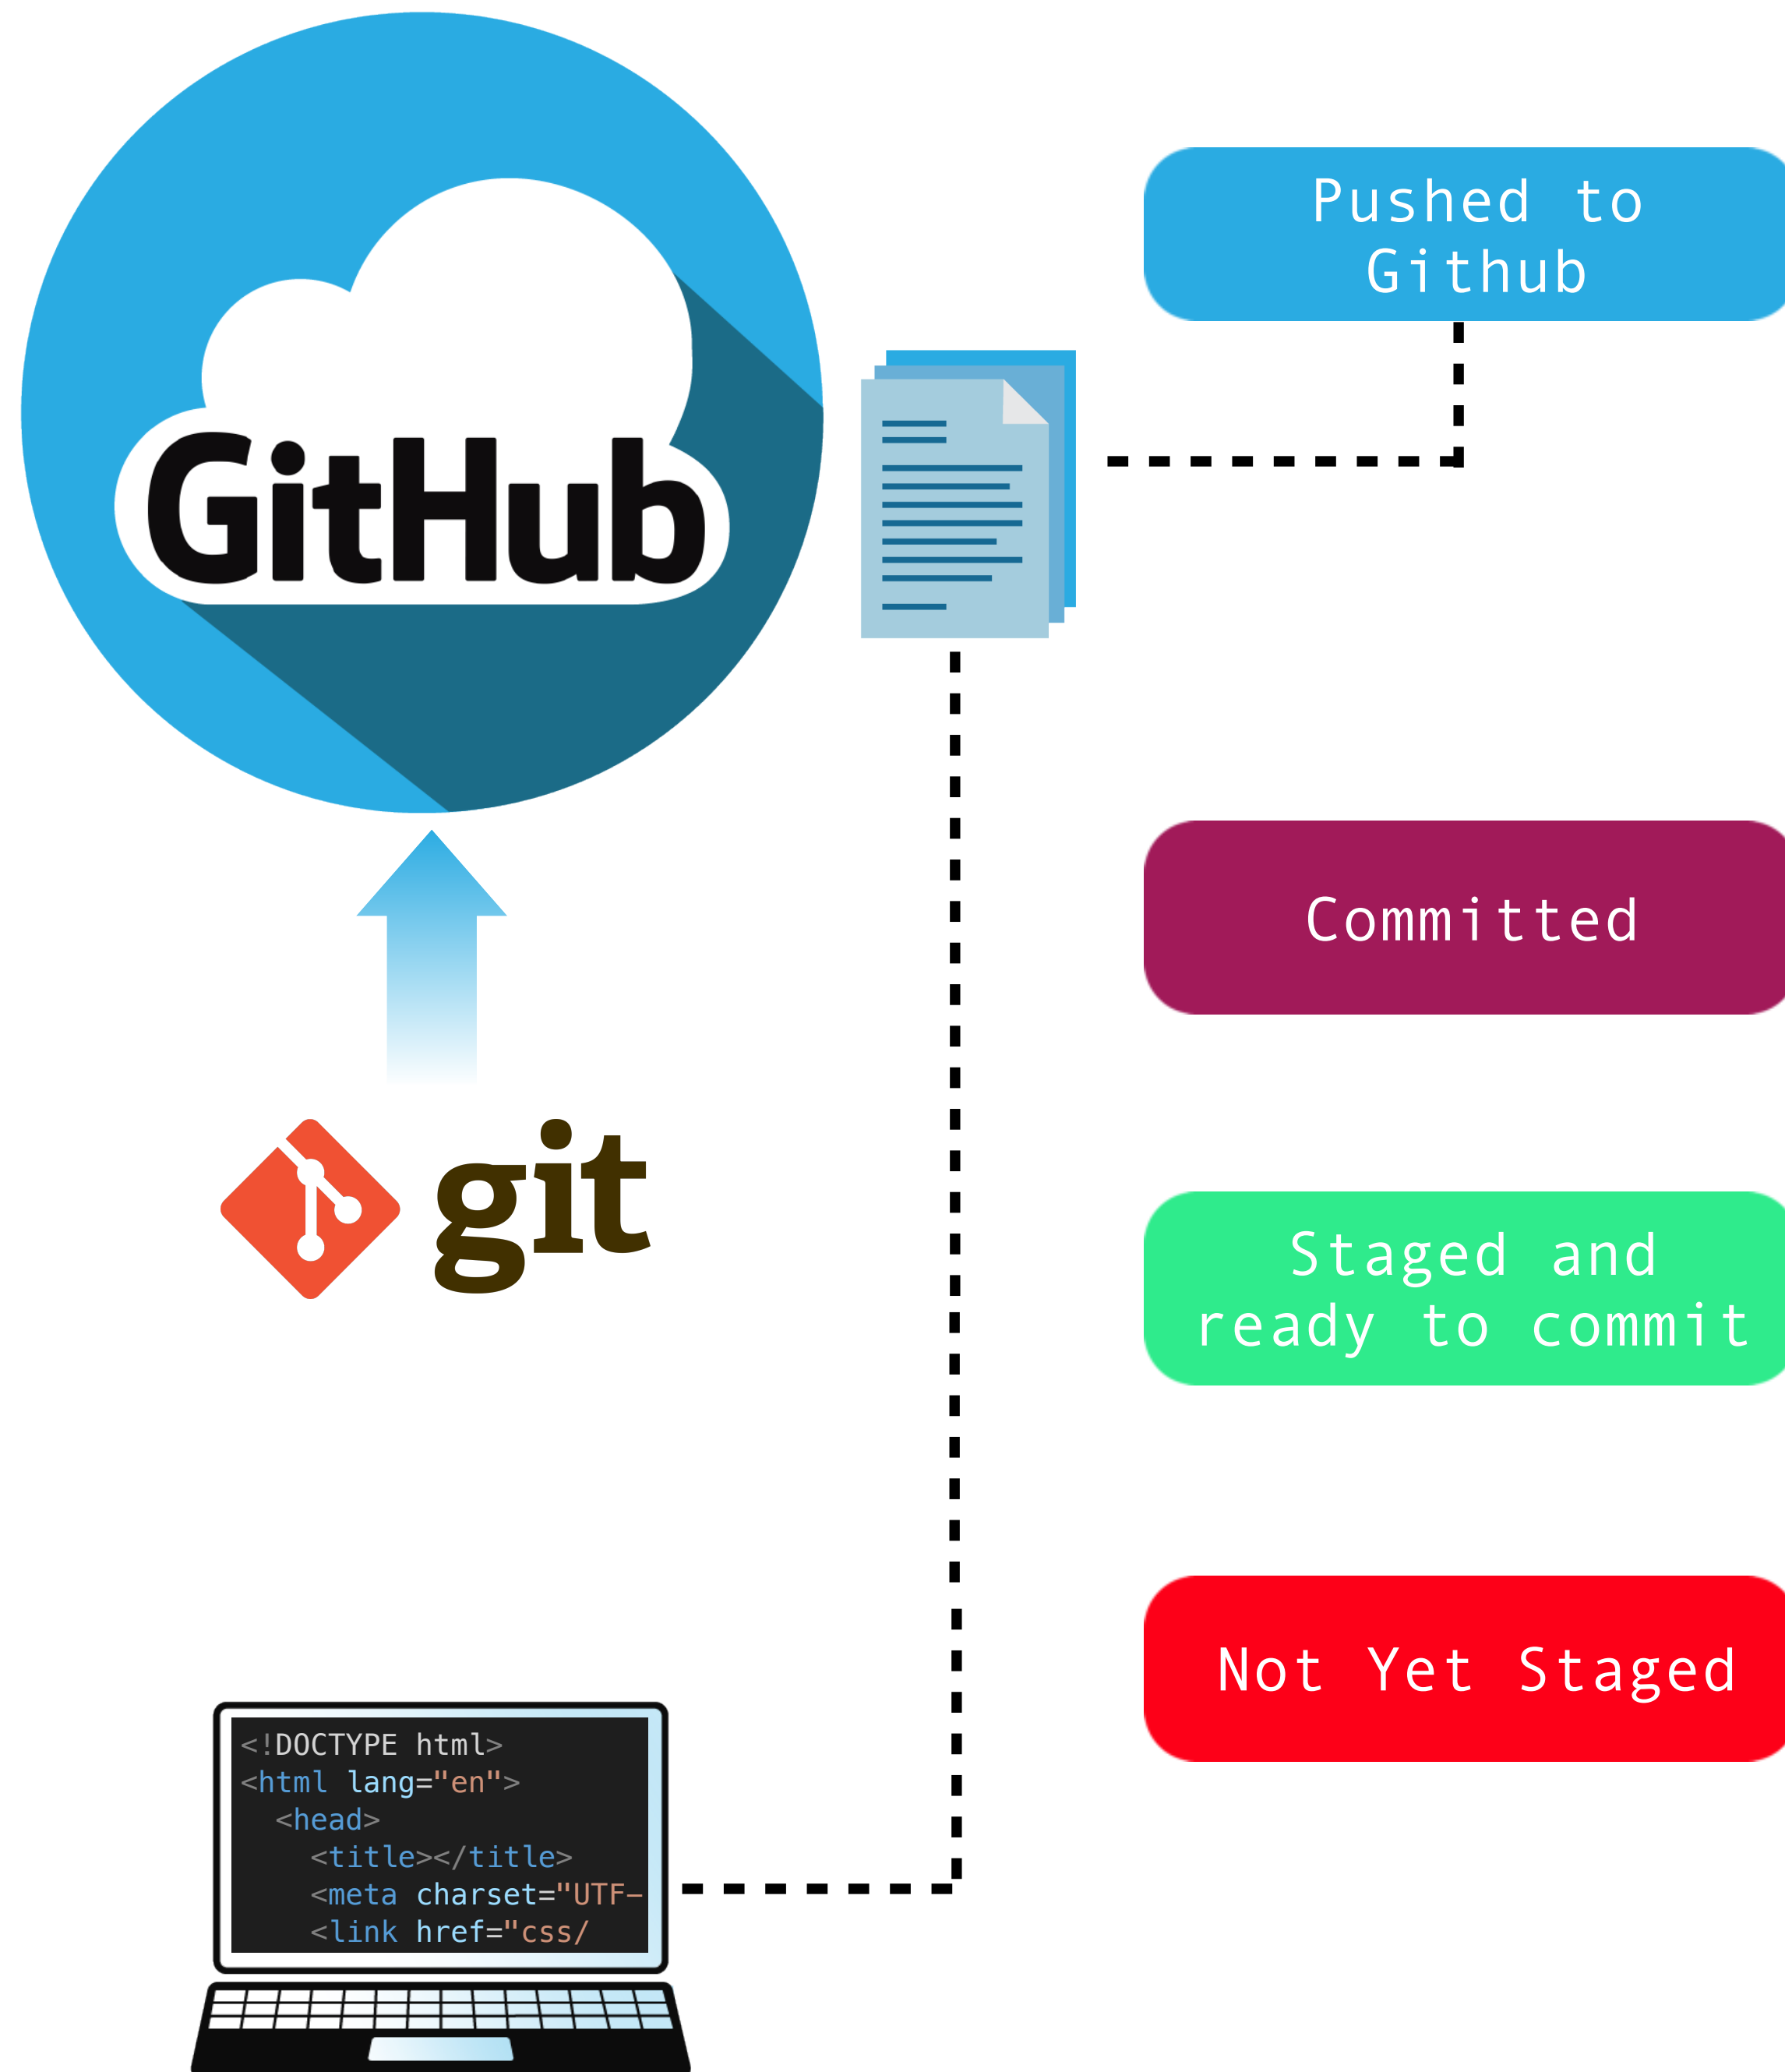 GitHub
Pushed to
Github
Committed
git
Staged and
ready to commit
Not Yet Staged
<!DOCTYPE html>
<html lang="en">
<head>
<title></title>
<meta charset="UTF-
<link href="css/